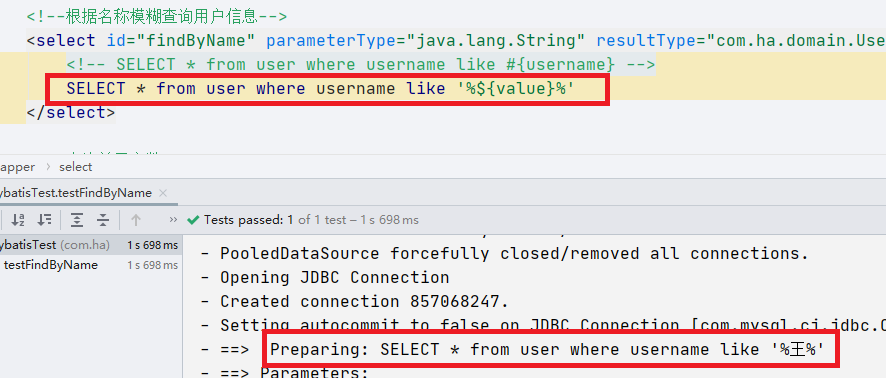 <!--根据名称模糊查询用户信息-->
<select id="findByName" parameterType="java.lang.String" resultType="com.ha.domain.Use
<!-- SELECT * from user where username like #{username} -->
SELECT * from user where username like '%${value}%'
</select>
apper › select
ybatisTest.testFindByName ×
» Tests passed: 1 of 1 test – 1 s 698 ms
ybatisTest (com.ha) 1 s 698 ms
testFindByName 1 s 698 ms
- PooledDataSource forcefully closed/removed all connections.
- Opening JDBC Connection
- Created connection 857068247.
- Setting autocommit to false on JDBC Connection [com.mysql.cj.jdbc.C
- ==> Preparing: SELECT * from user where username like '%王%'
- ==> Parameters: